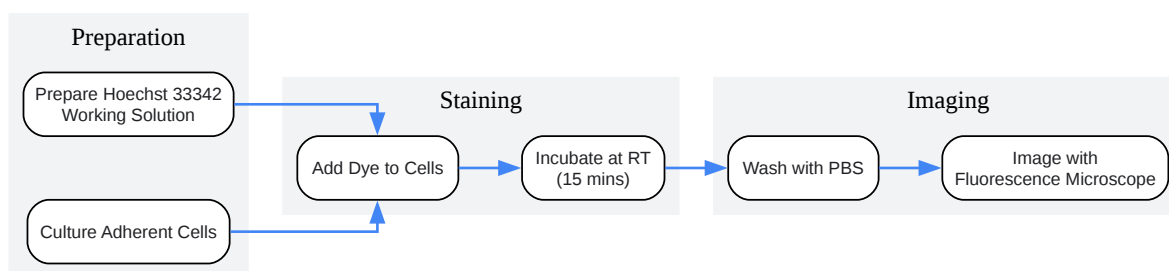 Preparation
Prepare Hoechst 33342
Working Solution
Culture Adherent Cells
Staining
Add Dye to Cells
Incubate at RT
(15 mins)
Imaging
Wash with PBS
Image with
Fluorescence Microscope